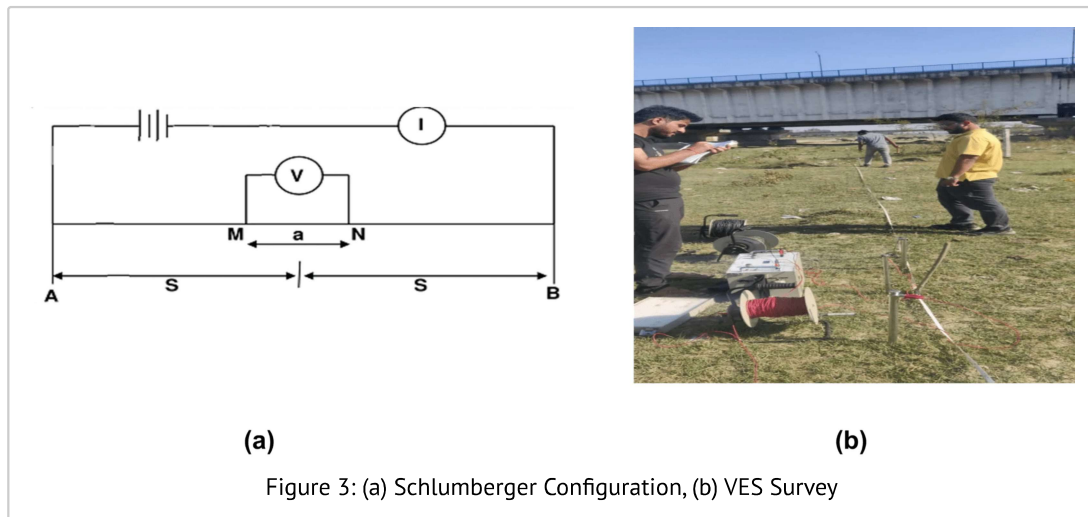 I
V
M a N
S S
A B
(a) (b)
Figure 3: (a) Schlumberger Configuration, (b) VES Survey